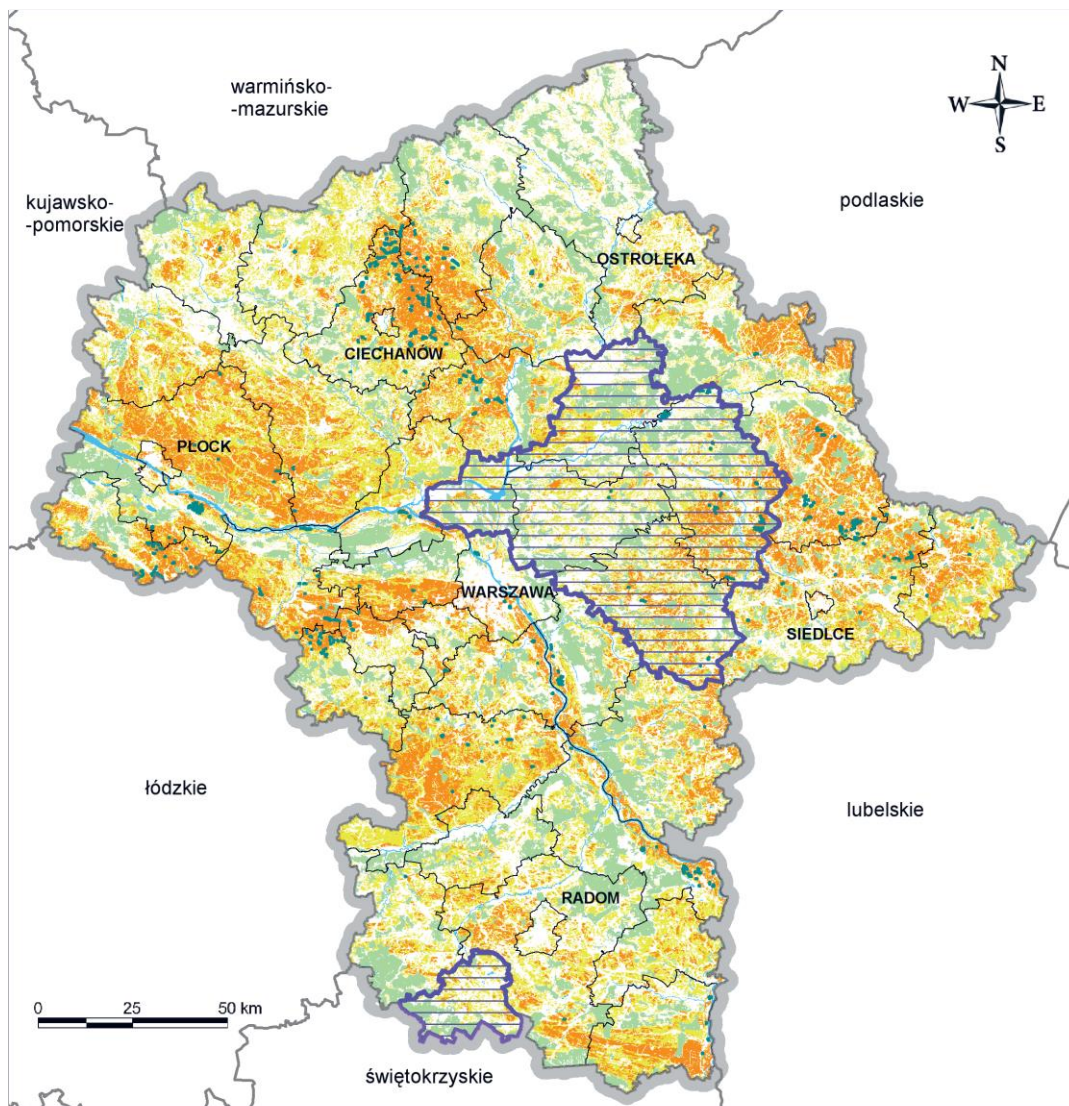 warmińsko-
-mazurskie
N
W E
S
kujawsko-
-pomorskie
podlaskie
OSTROŁĘKA
CIECHANÓW
PŁOCK
WARSZAWA
SIEDLCE
łódzkie
lubelskie
RADOM
0 25 50 km
świętokrzyskie